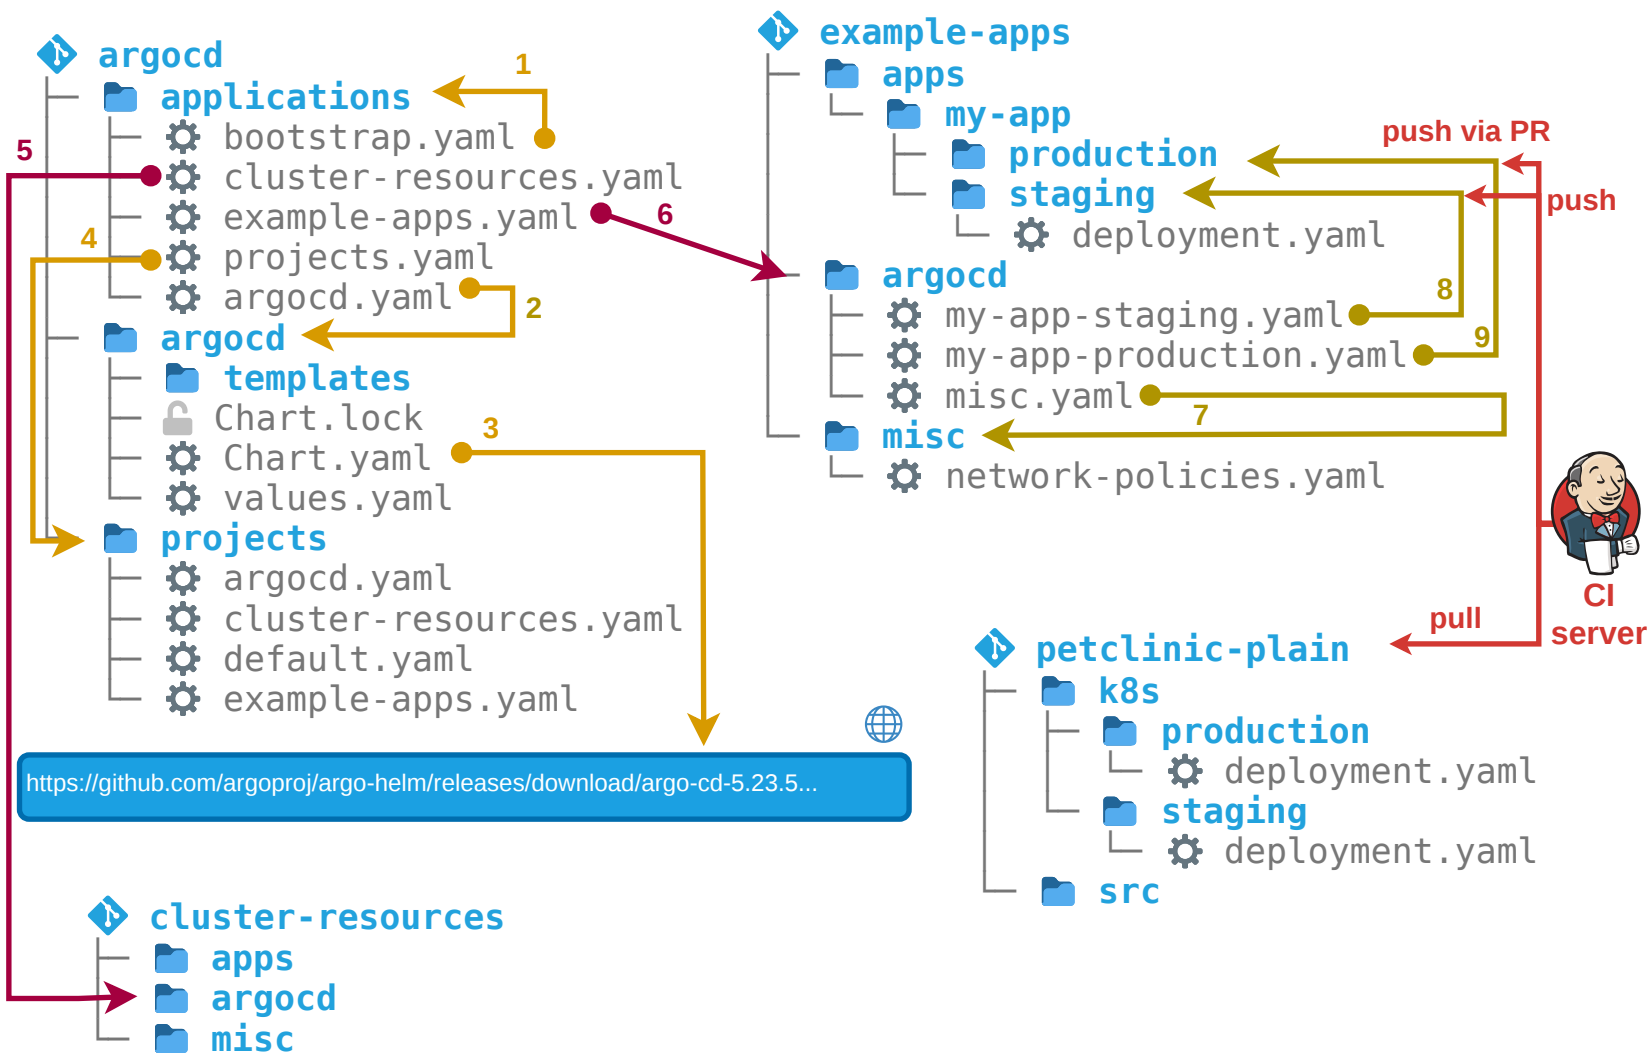 argocd
1
applications
bootstrap.yaml
5
cluster-resources.yaml
example-apps.yaml
6
4
projects.yaml
argocd.yaml
2
argocd
templates
Chart.lock
3
Chart.yaml
values.yaml
projects
argocd.yaml
cluster-resources.yaml
default.yaml
example-apps.yaml
https://github.com/argoproj/argo-helm/releases/download/argo-cd-5.23.5...
cluster-resources
apps
argocd
misc
example-apps
apps
my-app
push via PR
production
staging
push
deployment.yaml
argocd
8
my-app-staging.yaml
9
my-app-production.yaml
misc.yaml
7
misc
network-policies.yaml
CI
server
pull
petclinic-plain
k8s
production
deployment.yaml
staging
deployment.yaml
src